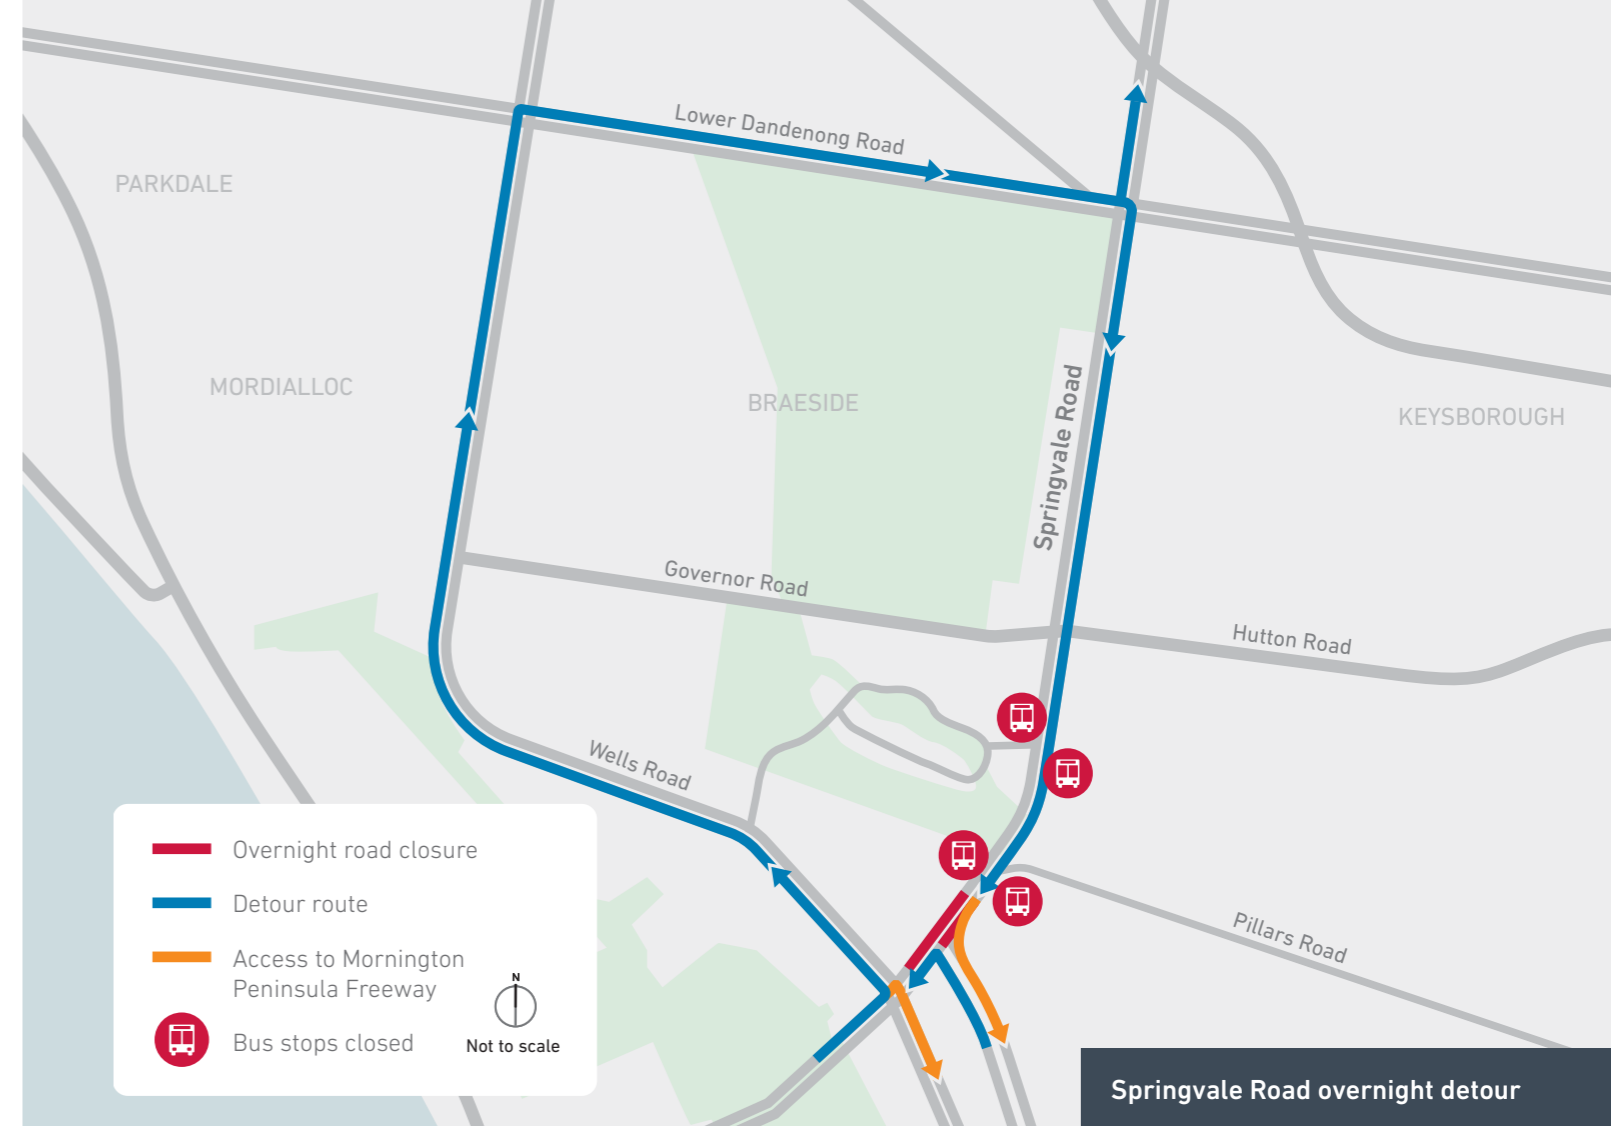 Lower Dandenong Road
PARKDALE
MORDIALLOC
BRAESIDE
Springvale Road
KEYSBOROUGH
Governor Road
Hutton Road
Wells Road
Pillars Road
Overnight road closure
Detour route
Access to Mornington
Peninsula Freeway
Bus stops closed
N
Not to scale
Springvale Road overnight detour